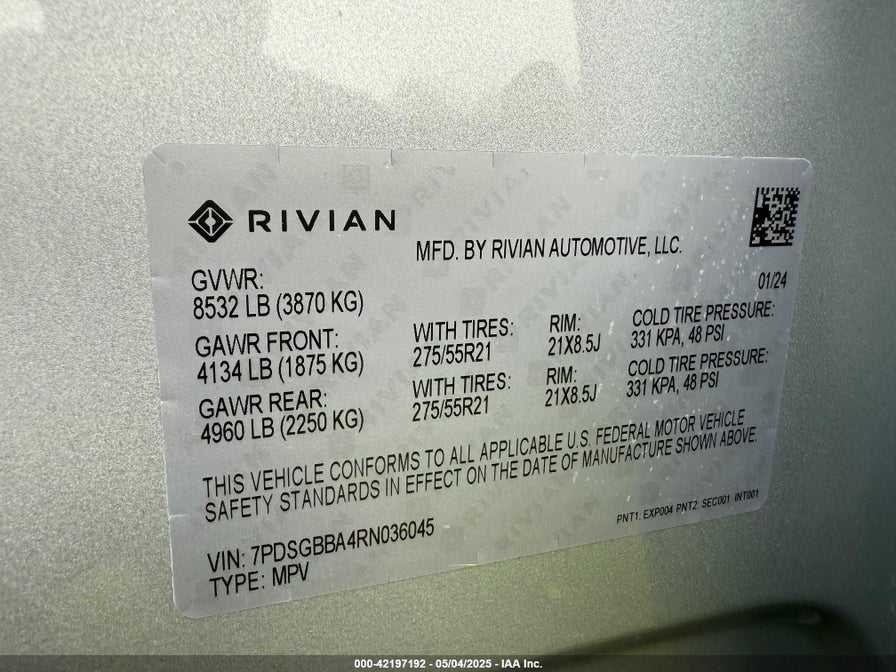 RIVIAN
MFD. BY RIVIAN AUTOMOTIVE, LLC.
01/24
GVWR:
8532 LB (3870 KG)
GAWR FRONT: WITH TIRES: RIM: COLD TIRE PRESSURE:
4134 LB (1875 KG) 275/55R21 21X8.5J 331 KPA, 48 PSI
GAWR REAR: WITH TIRES: RIM: COLD TIRE PRESSURE:
4960 LB (2250 KG) 275/55R21 21X8.5J 331 KPA, 48 PSI
THIS VEHICLE CONFORMS TO ALL APPLICABLE U.S. FEDERAL MOTOR VEHICLE
SAFETY STANDARDS IN EFFECT ON THE DATE OF MANUFACTURE SHOWN ABOVE.
PNT1: EXP004 PNT2: SEC001 INT001
VIN: 7PDSGBBA4RN036045
TYPE: MPV
000-42197192 - 05/04/2025 - IAA Inc.